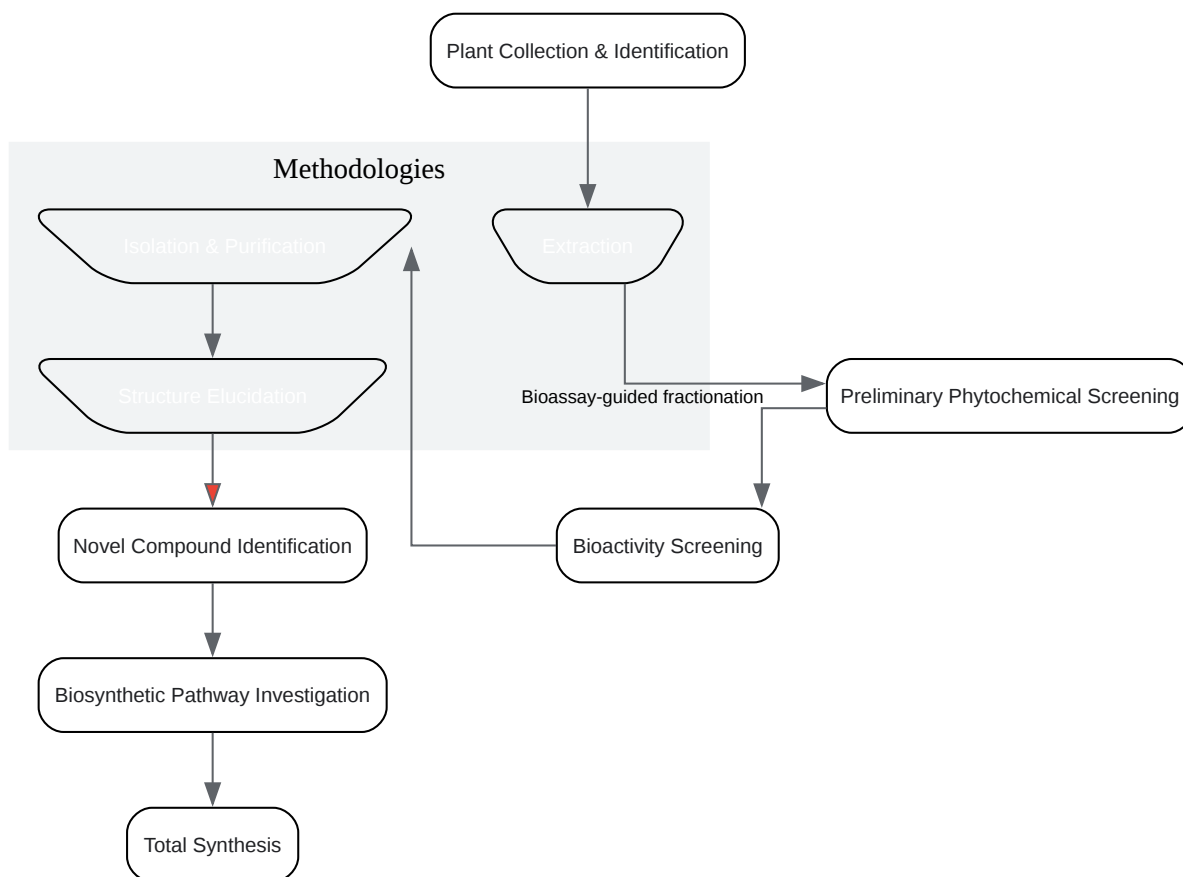 Plant Collection & Identification
Methodologies
Isolation & Purification
Extraction
Structure Elucidation
Bioassay-guided fractionation
Preliminary Phytochemical Screening
Novel Compound Identification
Bioactivity Screening
Biosynthetic Pathway Investigation
Total Synthesis